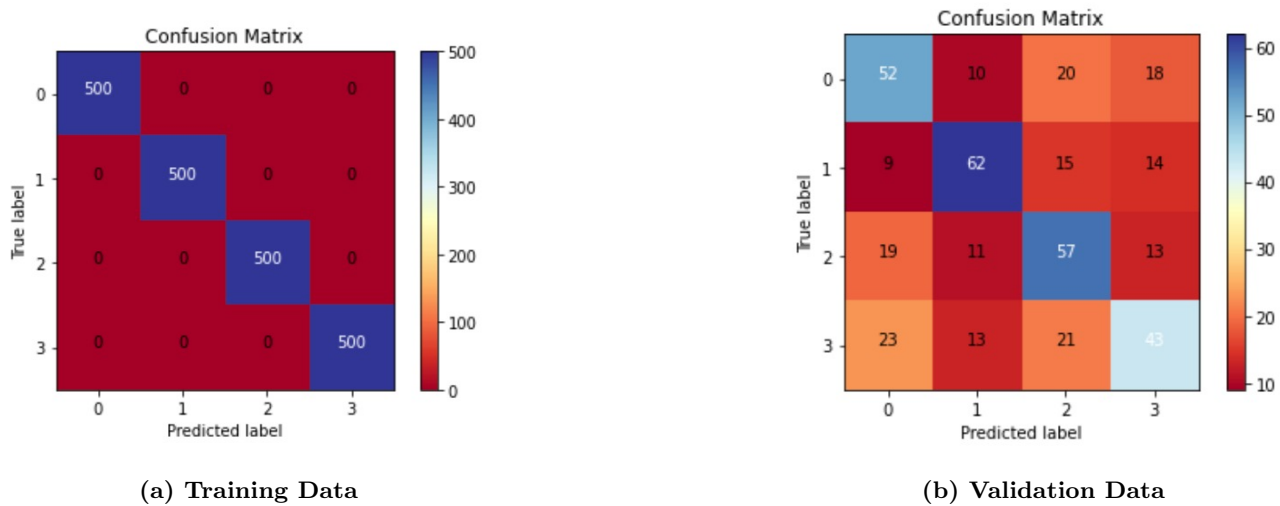 Confusion Matrix
0 500 0 0 0
1 0 500 0 0
2 0 0 500 0
3 0 0 0 500
0 1 2 3
Predicted label
True label
500
400
300
200
100
0
(a) Training Data
Confusion Matrix
0 52 10 20 18
1 9 62 15 14
2 19 11 57 13
3 23 13 21 43
0 1 2 3
Predicted label
True label
60
50
40
30
20
10
(b) Validation Data